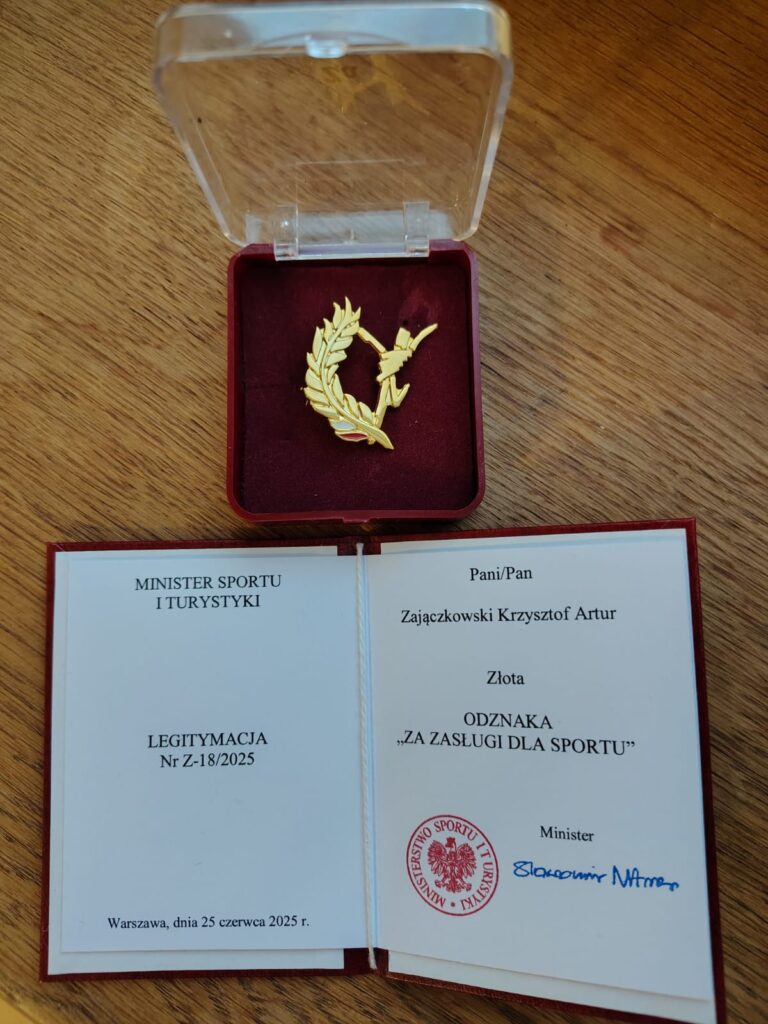 MINISTER SPORTU
I TURYSTYKI
LEGITYMACJA
Nr Z-18/2025
Warszawa, dnia 25 czerwca 2025 r.
Pani/Pan
Zajączkowski Krzysztof Artur
Złota
ODZNAKA
„ZA ZASŁUGI DLA SPORTU”
Minister
MINISTERSTWO SPORTU I TURYSTYKI
Sławomir Nitras